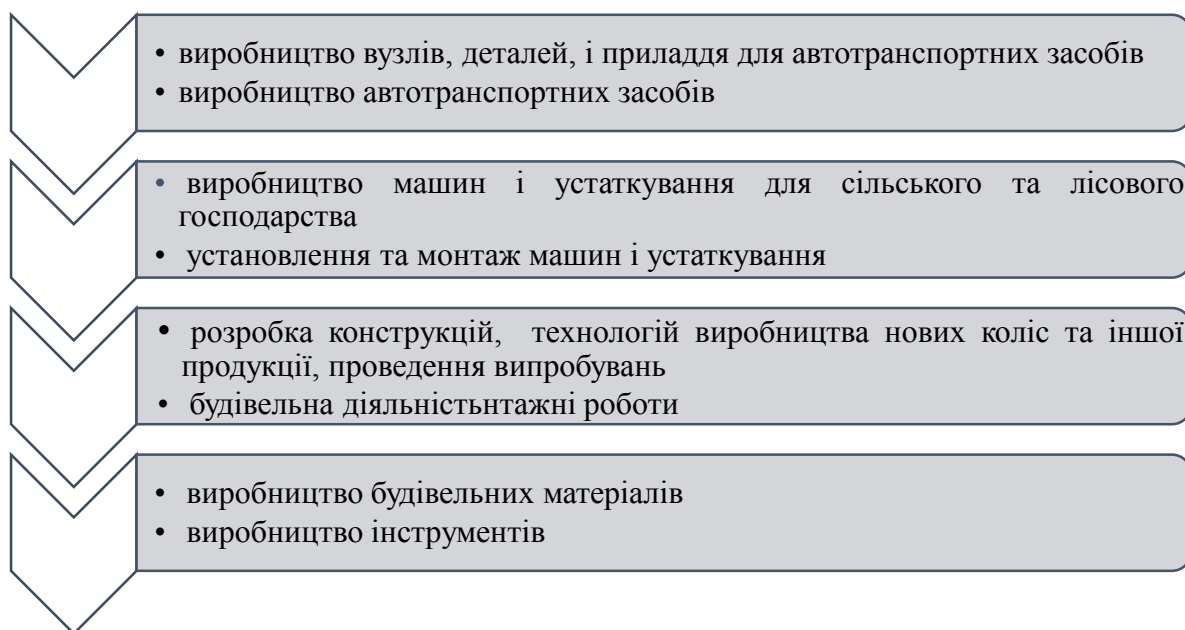 • виробництво вузлів, деталей, і приладдя для автотранспортних засобів
• виробництво автотранспортних засобів
• виробництво машин і устаткування для сільського та лісового
господарства
• установлення та монтаж машин і устаткування
• розробка конструкцій, технологій виробництва нових коліс та іншої
продукції, проведення випробувань
• будівельна діяльністьнтажні роботи
• виробництво будівельних матеріалів
• виробництво інструментів